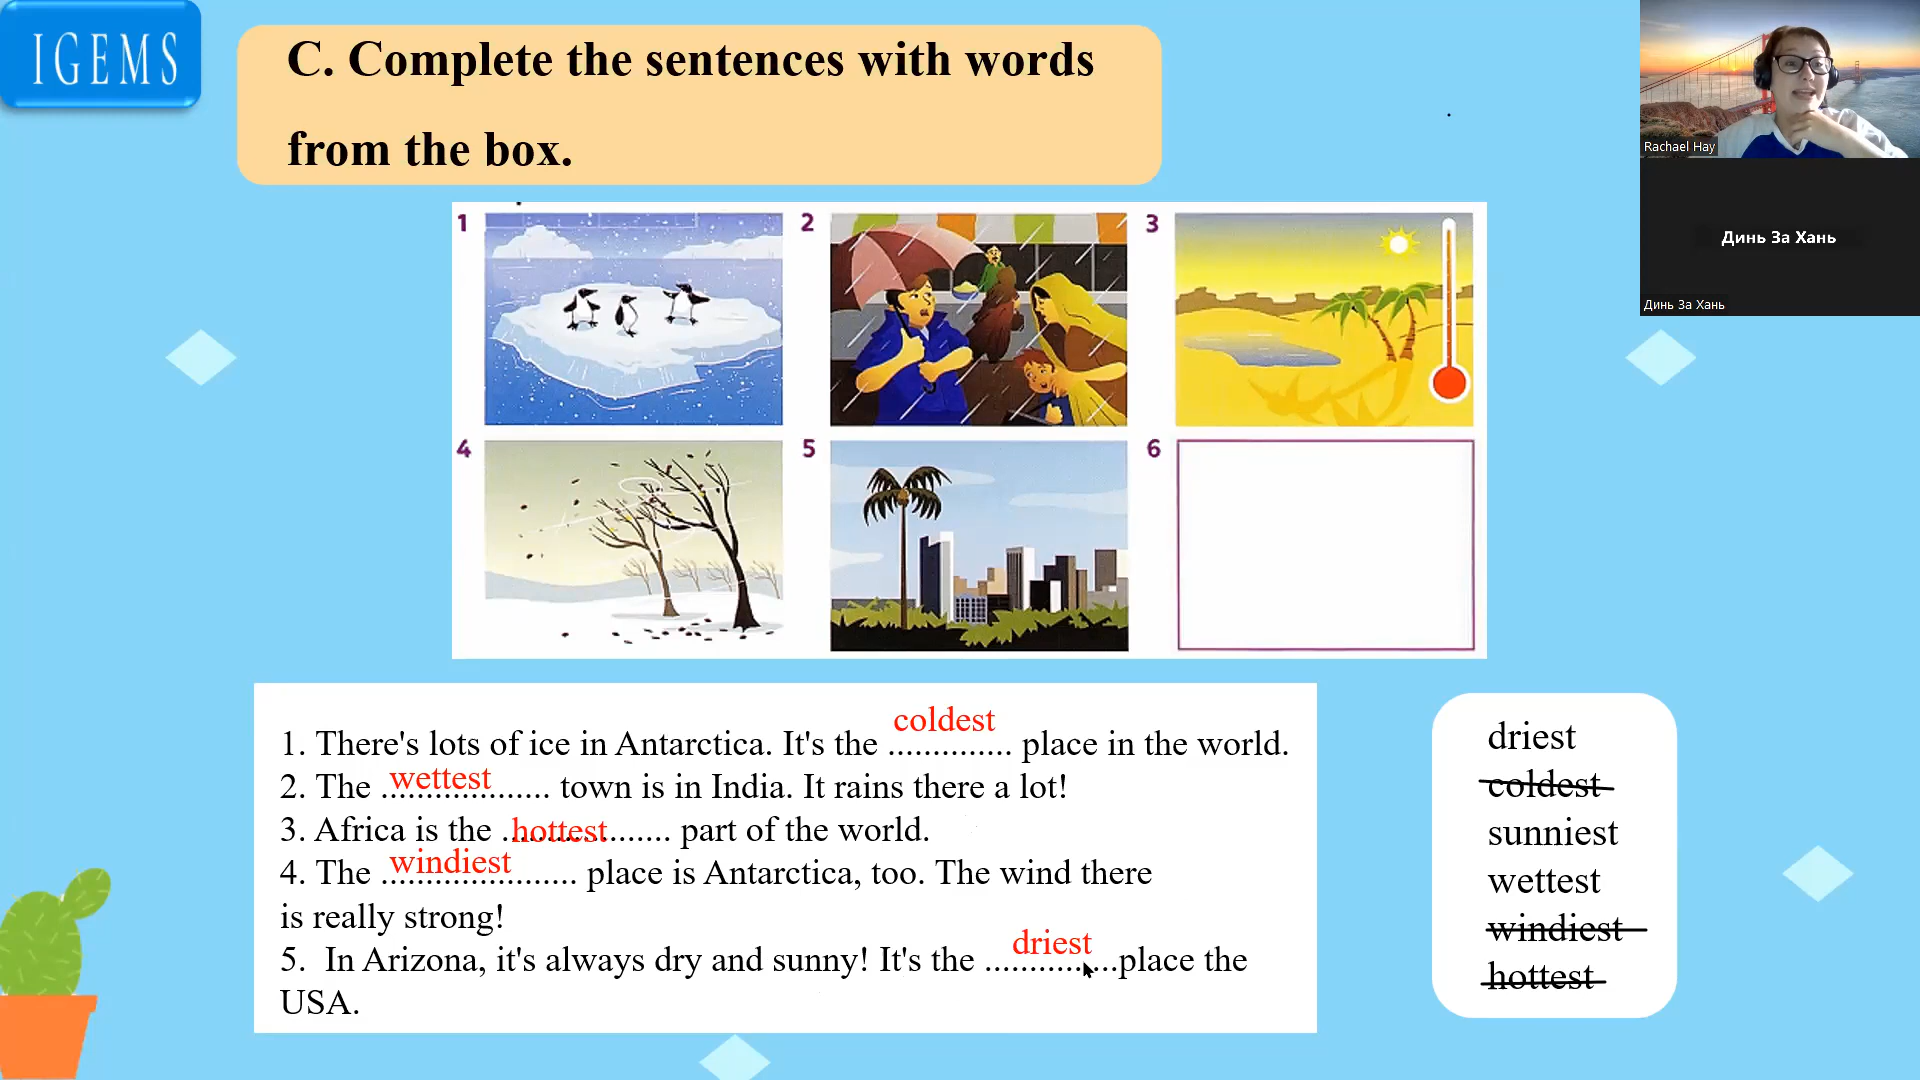 IGEMS
C. Complete the sentences with words
from the box.
Rachael Hay
Динь За Хань
Динь За Хань
1
2
3
4
5
6
coldest
1. There's lots of ice in Antarctica. It's the .............. place in the world.
wettest
2. The ................... town is in India. It rains there a lot!
hottest
3. Africa is the ................... part of the world.
windiest
4. The ...................... place is Antarctica, too. The wind there
is really strong!
driest
5. In Arizona, it's always dry and sunny! It's the ...............place the
USA.
driest
coldest
sunniest
wettest
windiest
hottest